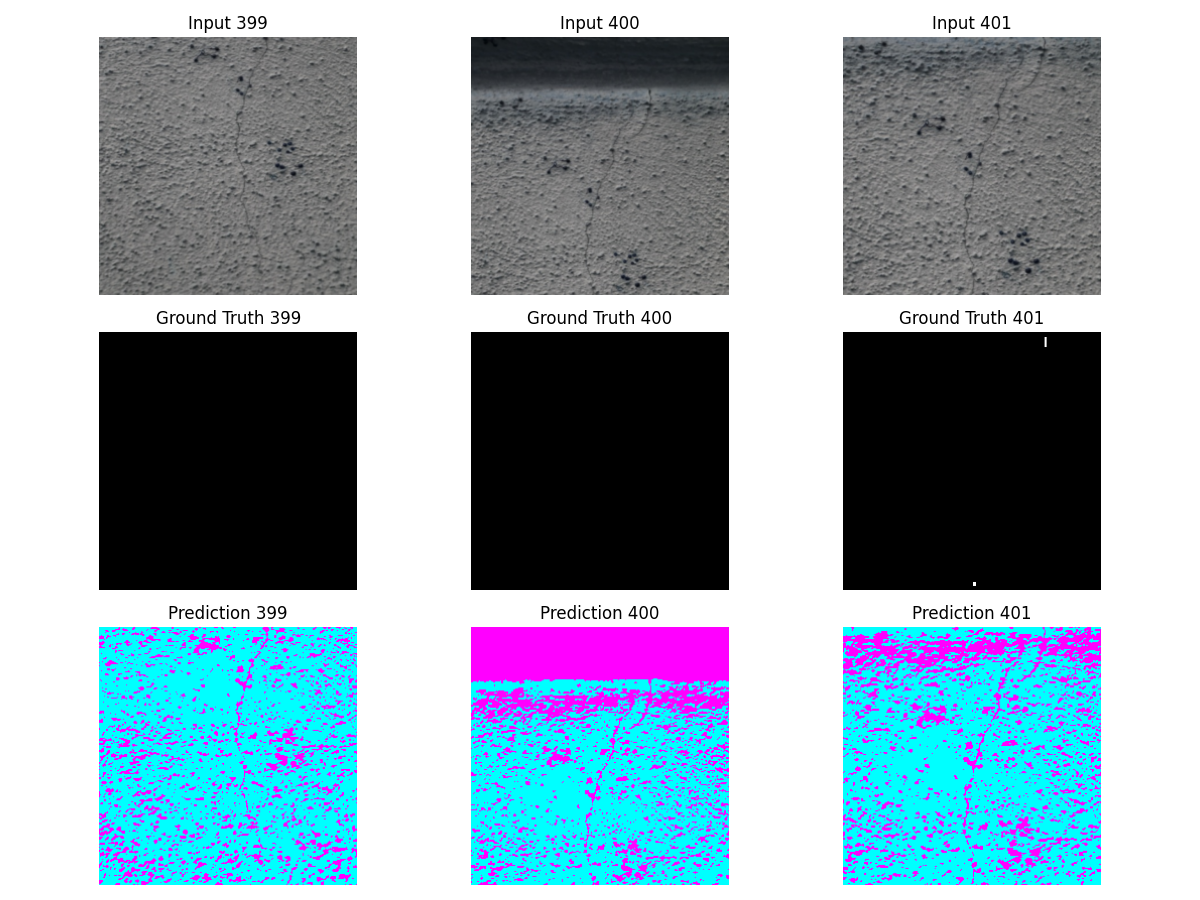 Input 399
Input 400
Input 401
Ground Truth 399
Ground Truth 400
Ground Truth 401
Prediction 399
Prediction 400
Prediction 401